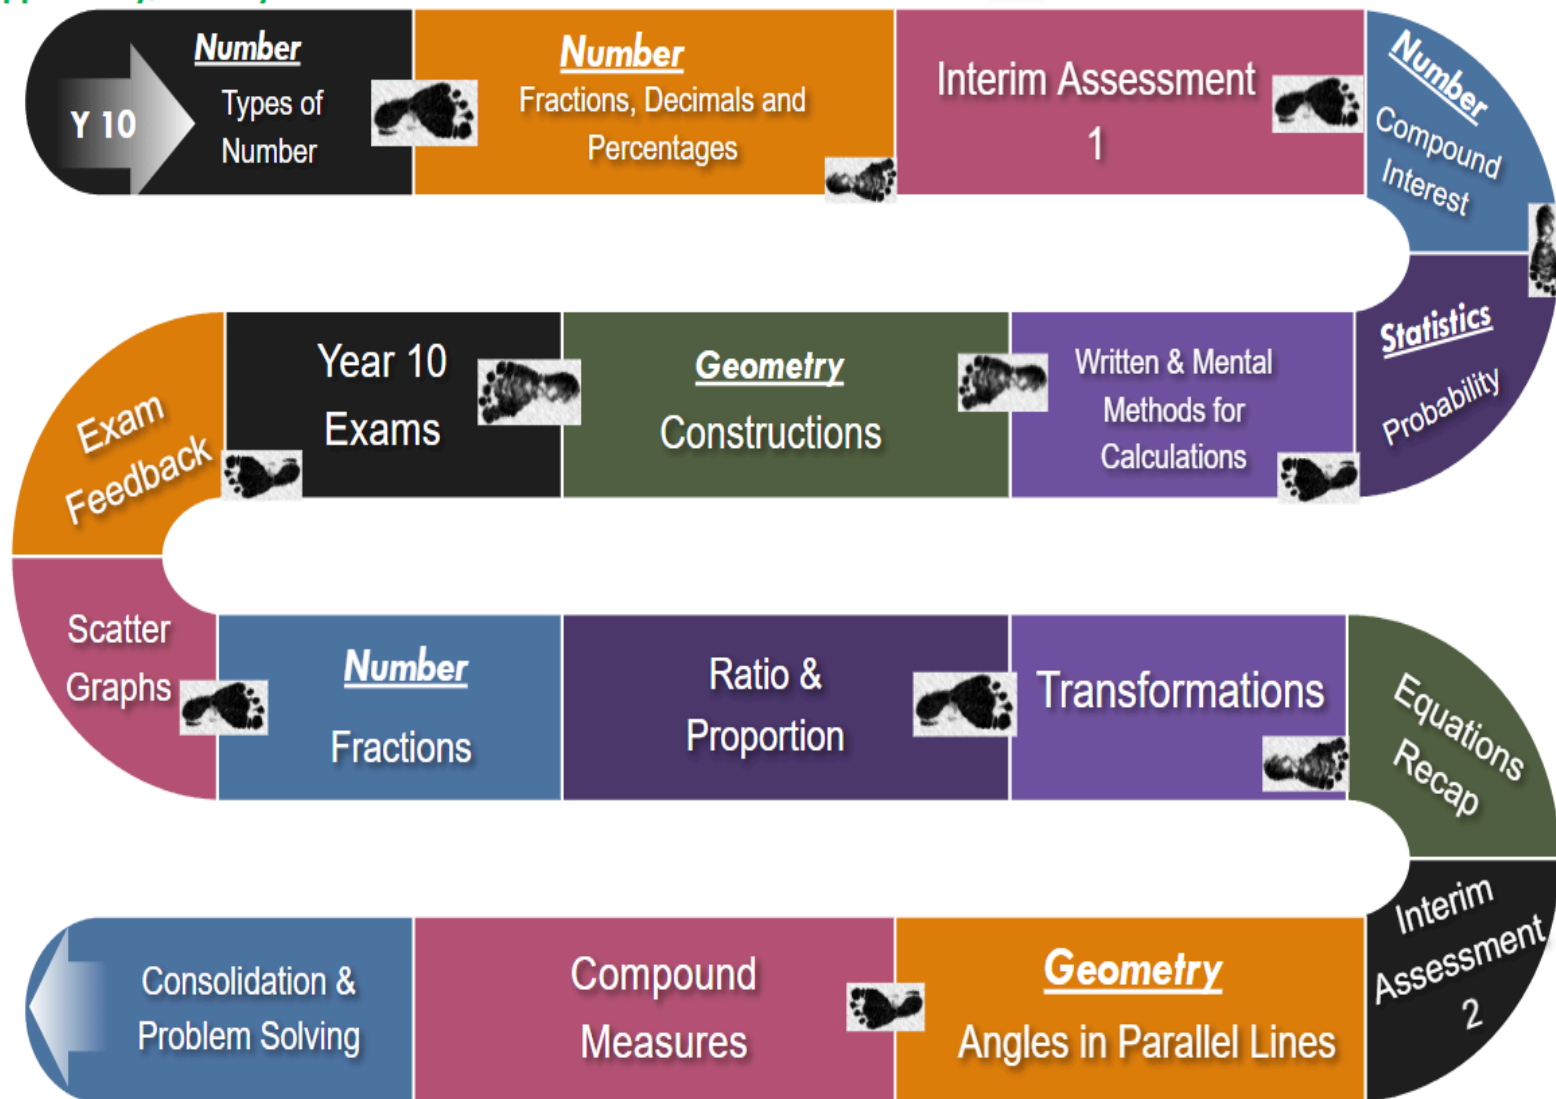 Y 10
Number
Types of
Number
Number
Fractions, Decimals and
Percentages
Interim Assessment
1
Number
Compound
Interest
Statistics
Probability
Written & Mental
Methods for
Calculations
Geometry
Constructions
Year 10
Exams
Exam
Feedback
Scatter
Graphs
Number
Fractions
Ratio &
Proportion
Transformations
Equations
Recap
Interim
Assessment
2
Geometry
Angles in Parallel Lines
Compound
Measures
Consolidation &
Problem Solving